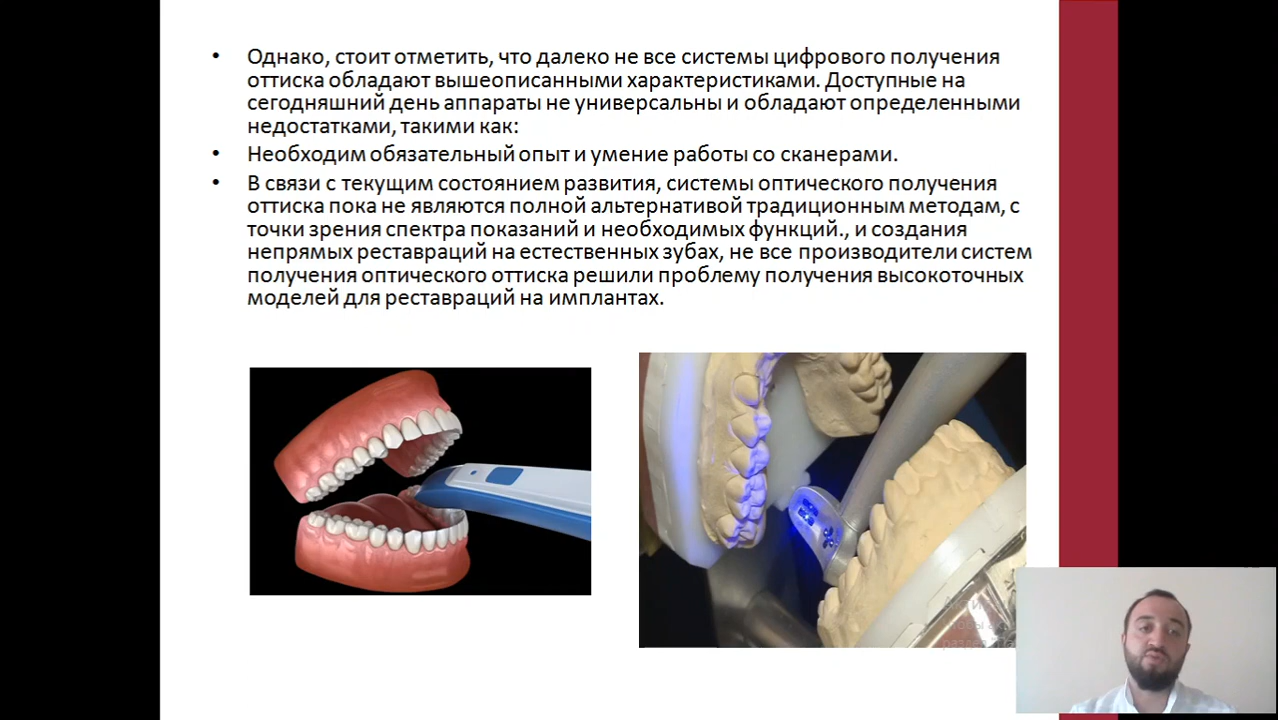 • Однако, стоит отметить, что далеко не все системы цифрового получения
оттиска обладают вышеописанными характеристиками. Доступные на
сегодняшний день аппараты не универсальны и обладают определенными
недостатками, такими как:
• Необходим обязательный опыт и умение работы со сканерами.
• В связи с текущим состоянием развития, системы оптического получения
оттиска пока не являются полной альтернативой традиционным методам, с
точки зрения спектра показаний и необходимых функций., и создания
непрямых реставраций на естественных зубах, не все производители систем
получения оптического оттиска решили проблему получения высокоточных
моделей для реставраций на имплантах.